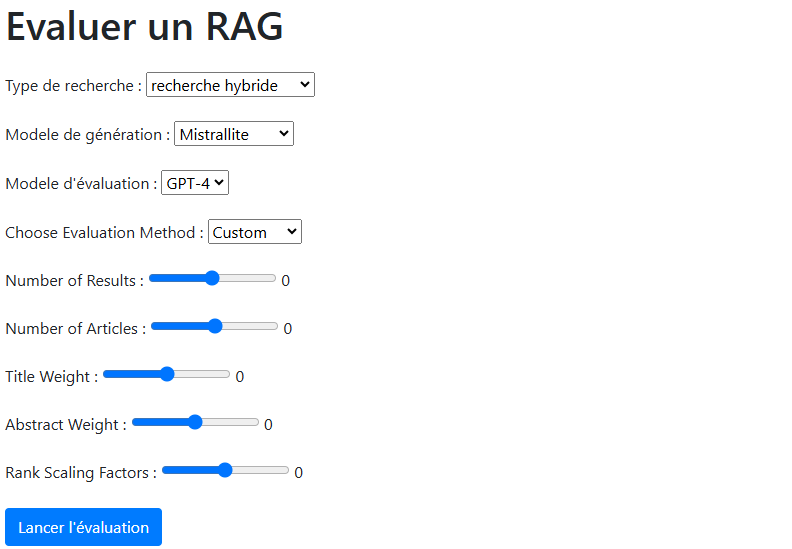 Evaluer un RAG
Type de recherche : recherche hybride
Modele de génération : Mistrallite
Modele d'évaluation : GPT-4
Choose Evaluation Method : Custom
Number of Results : 0
Number of Articles : 0
Title Weight : 0
Abstract Weight : 0
Rank Scaling Factors : 0
Lancer l'évaluation